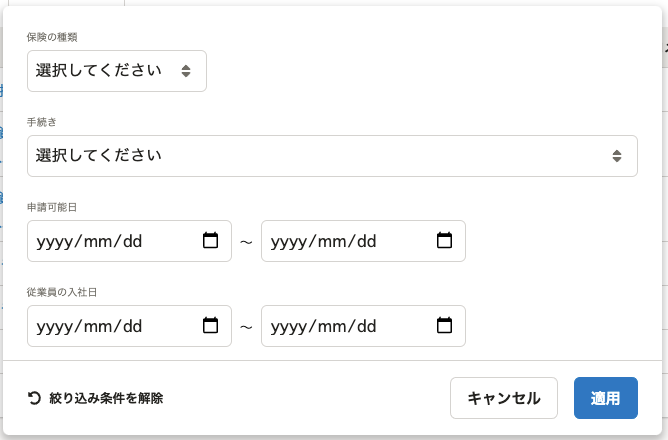 保険の種類
選択してください
手続き
選択してください
申請可能日
yyyy/mm/dd ～ yyyy/mm/dd
従業員の入社日
yyyy/mm/dd ～ yyyy/mm/dd
絞り込み条件を解除 キャンセル 適用